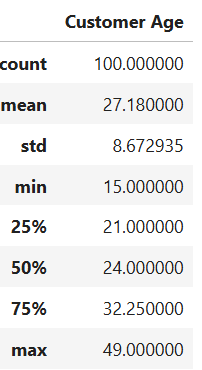 Customer Age
count 100.000000
mean 27.180000
std 8.672935
min 15.000000
25% 21.000000
50% 24.000000
75% 32.250000
max 49.000000